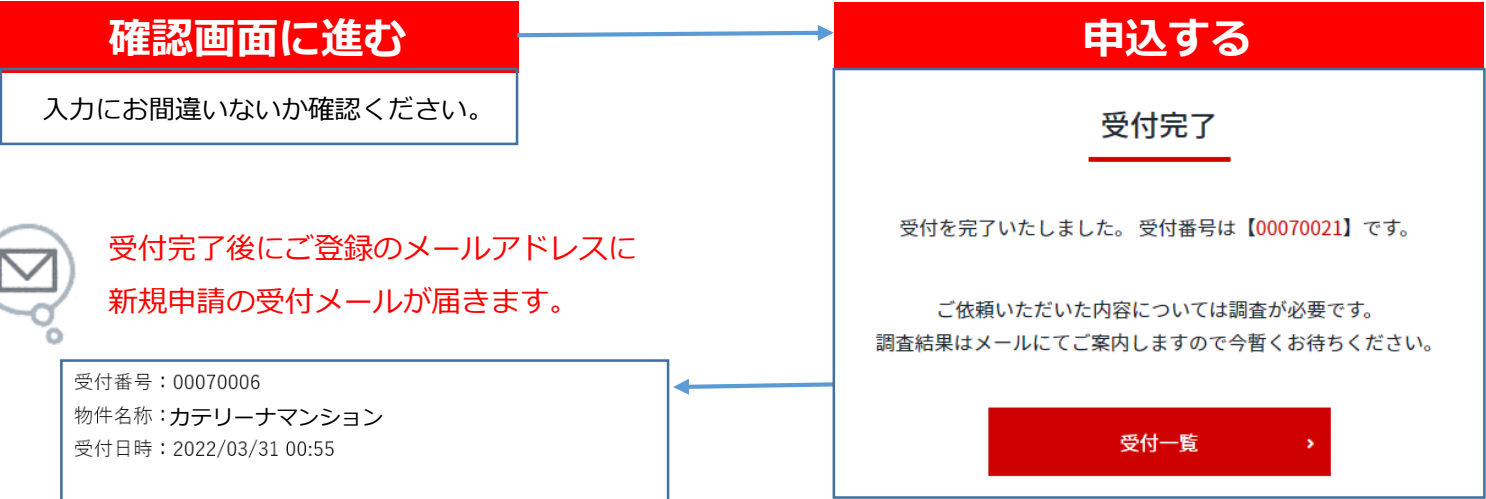 確認画面に進む
入力にお間違いないか確認ください。
申込する
受付完了
受付を完了いたしました。 受付番号は【00070021】です。
ご依頼いただいた内容については調査が必要です。
調査結果はメールにてご案内しますので今暫くお待ちください。
受付一覧 ›
受付完了後にご登録のメールアドレスに
新規申請の受付メールが届きます。
受付番号：00070006
物件名称：カテリーナマンション
受付日時：2022/03/31 00:55